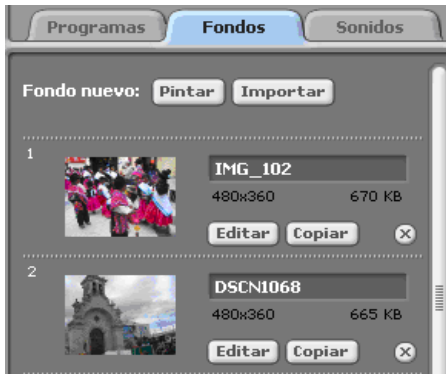 Programas Fondos Sonidos
Fondo nuevo: Pintar Importar
1
IMG_102
480x360 670 KB
Editar Copiar
2
DSCN1068
480x360 665 KB
Editar Copiar